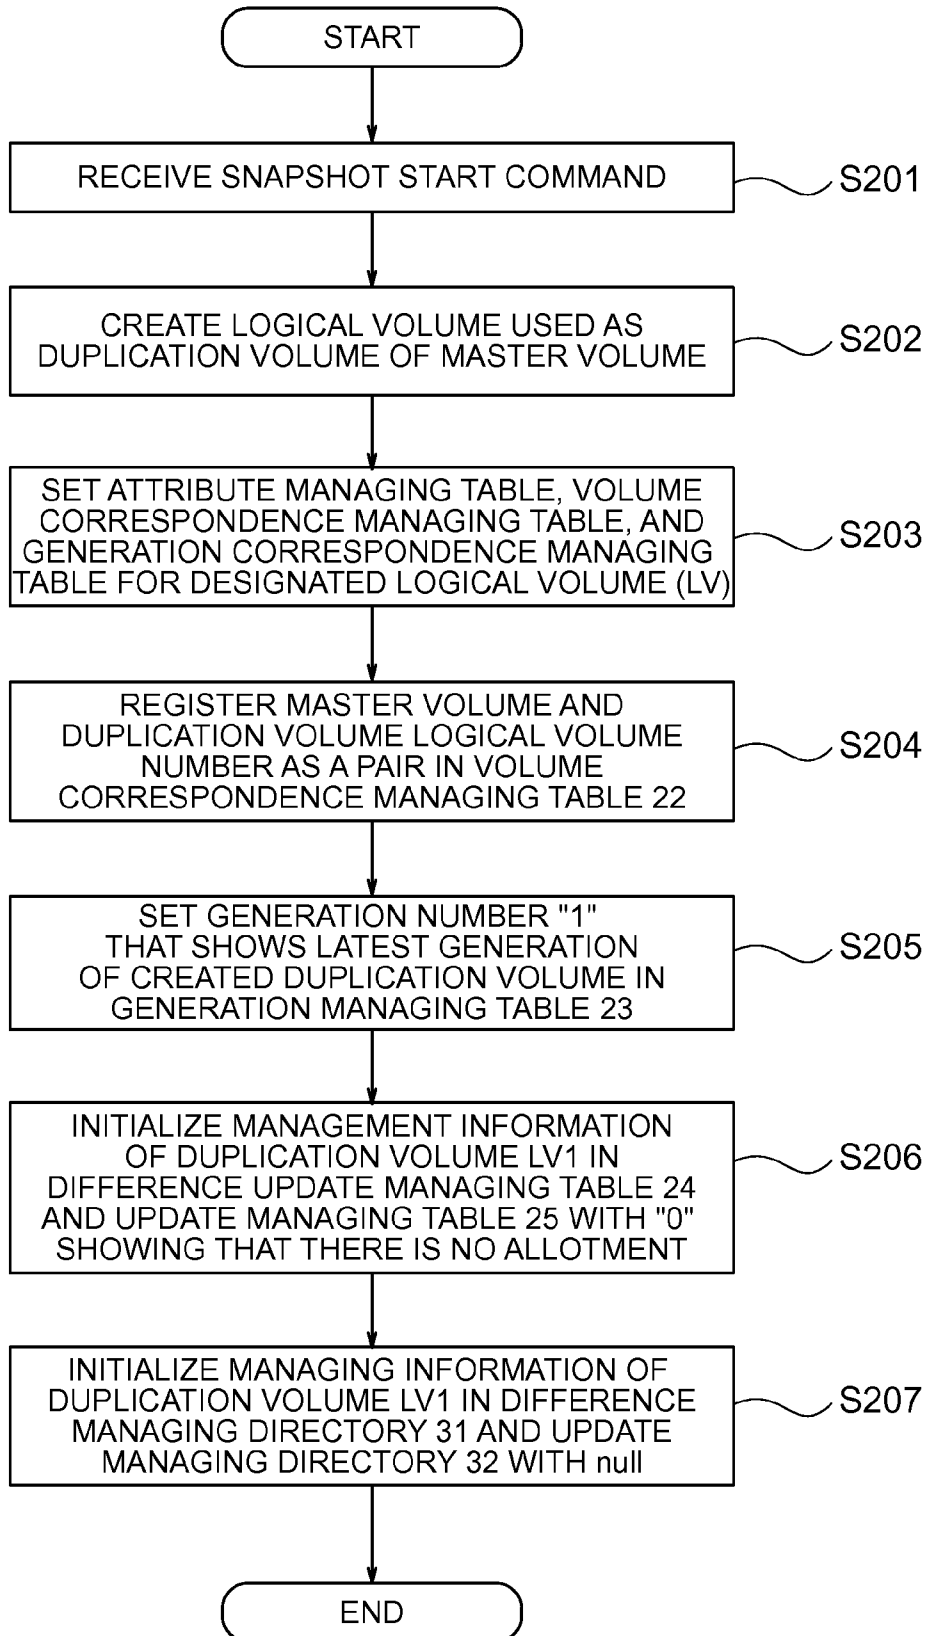 START
RECEIVE SNAPSHOT START COMMAND
S201
CREATE LOGICAL VOLUME USED AS
DUPLICATION VOLUME OF MASTER VOLUME
S202
SET ATTRIBUTE MANAGING TABLE, VOLUME
CORRESPONDENCE MANAGING TABLE, AND
GENERATION CORRESPONDENCE MANAGING
TABLE FOR DESIGNATED LOGICAL VOLUME (LV)
S203
REGISTER MASTER VOLUME AND
DUPLICATION VOLUME LOGICAL VOLUME
NUMBER AS A PAIR IN VOLUME
CORRESPONDENCE MANAGING TABLE 22
S204
SET GENERATION NUMBER "1"
THAT SHOWS LATEST GENERATION
OF CREATED DUPLICATION VOLUME IN
GENERATION MANAGING TABLE 23
S205
INITIALIZE MANAGEMENT INFORMATION
OF DUPLICATION VOLUME LV1 IN
DIFFERENCE UPDATE MANAGING TABLE 24
AND UPDATE MANAGING TABLE 25 WITH "0"
SHOWING THAT THERE IS NO ALLOTMENT
S206
INITIALIZE MANAGING INFORMATION OF
DUPLICATION VOLUME LV1 IN DIFFERENCE
MANAGING DIRECTORY 31 AND UPDATE
MANAGING DIRECTORY 32 WITH null
S207
END